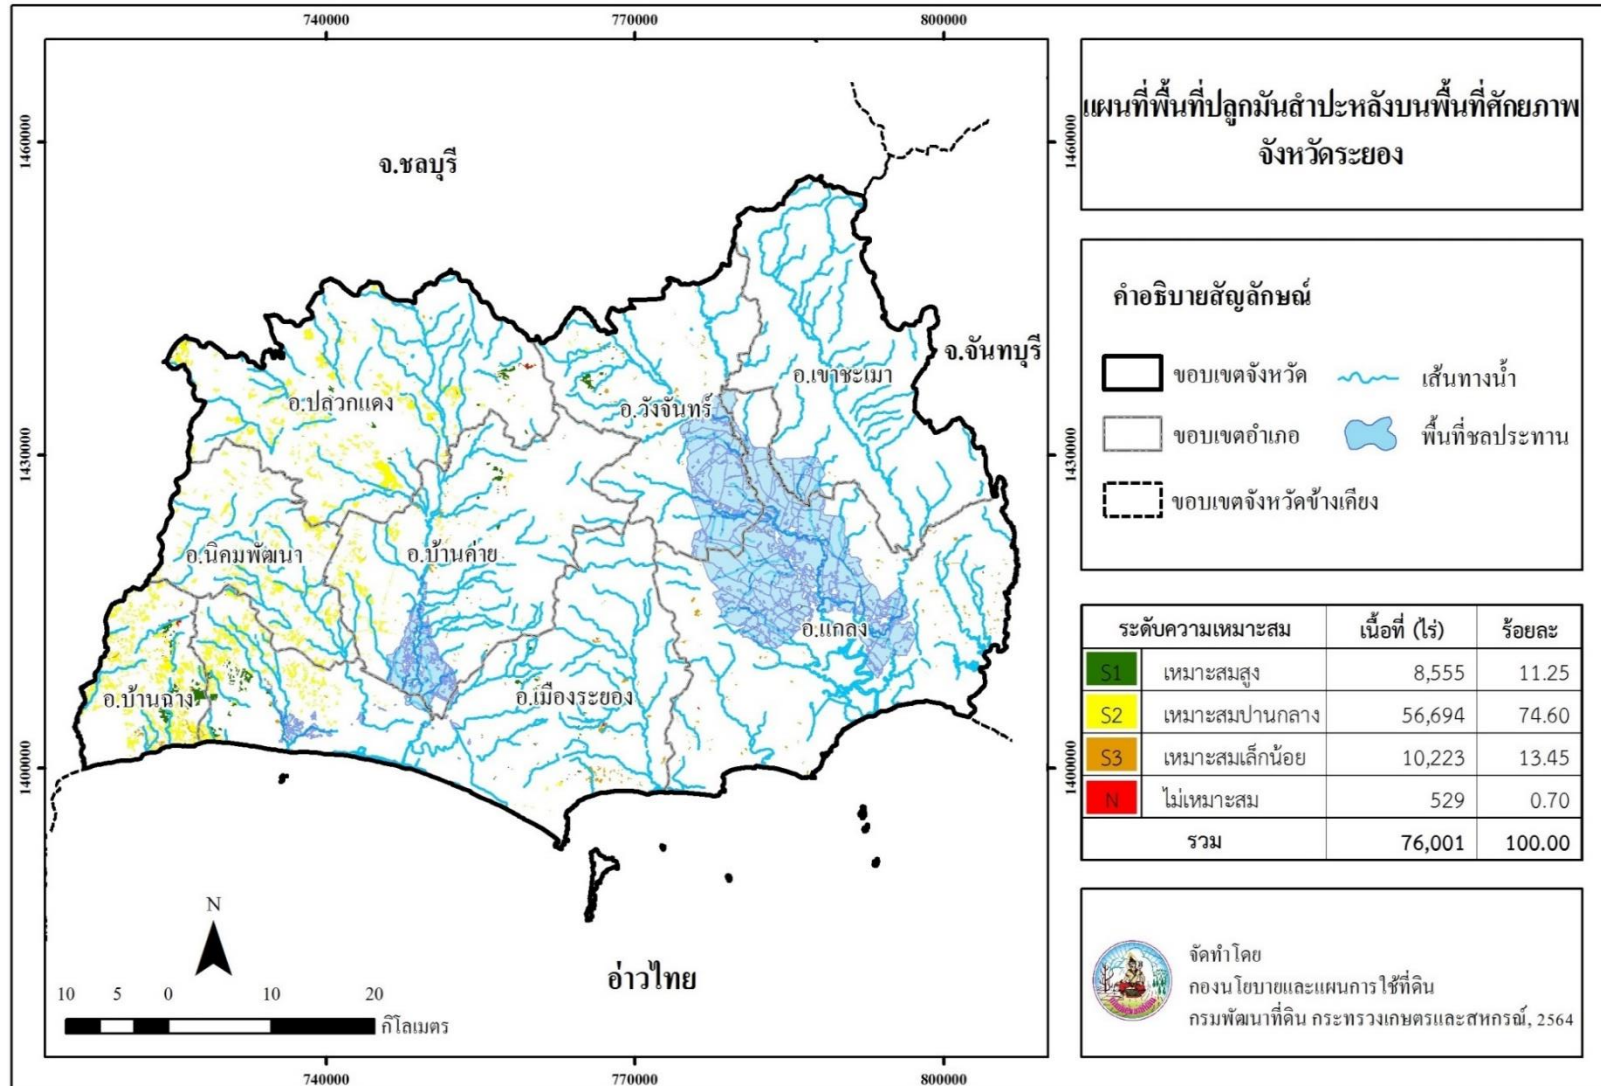 740000 770000 800000
แผนที่พื้นที่ปลูกมันสำปะหลังบนพื้นที่ศักยภาพ
จังหวัดระยอง
1460000
1460000
จ.ชลบุรี
จ.จันทบุรี
อ.เขาชะเมา
อ.ปลวกแดง
อ.วังจันทร์
1430000
1430000
อ.นิคมพัฒนา
อ.บ้านค่าย
อ.แกลง
อ.บ้านฉาง
อ.เมืองระยอง
1400000
1400000
อ่าวไทย
N
10 5 0 10 20
กิโลเมตร
740000 770000 800000
คำอธิบายสัญลักษณ์
ขอบเขตจังหวัด เส้นทางน้ำ
ขอบเขตอำเภอ พื้นที่ชลประทาน
ขอบเขตจังหวัดข้างเคียง
ระดับความเหมาะสม เนื้อที่ (ไร่) ร้อยละ
S1 เหมาะสมสูง 8,555 11.25
S2 เหมาะสมปานกลาง 56,694 74.60
S3 เหมาะสมเล็กน้อย 10,223 13.45
N ไม่เหมาะสม 529 0.70
รวม 76,001 100.00
จัดทำโดย
กองนโยบายและแผนการใช้ที่ดิน
กรมพัฒนาที่ดิน กระทรวงเกษตรและสหกรณ์, 2564